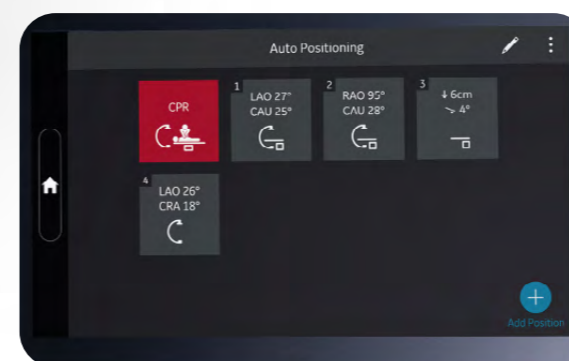 Auto Positioning
CPR
1
LAO 27°
CAU 25°
2
RAO 95°
CAU 28°
3
↓ 6cm
↘ 4°
4
LAO 26°
CRA 18°
Add Position